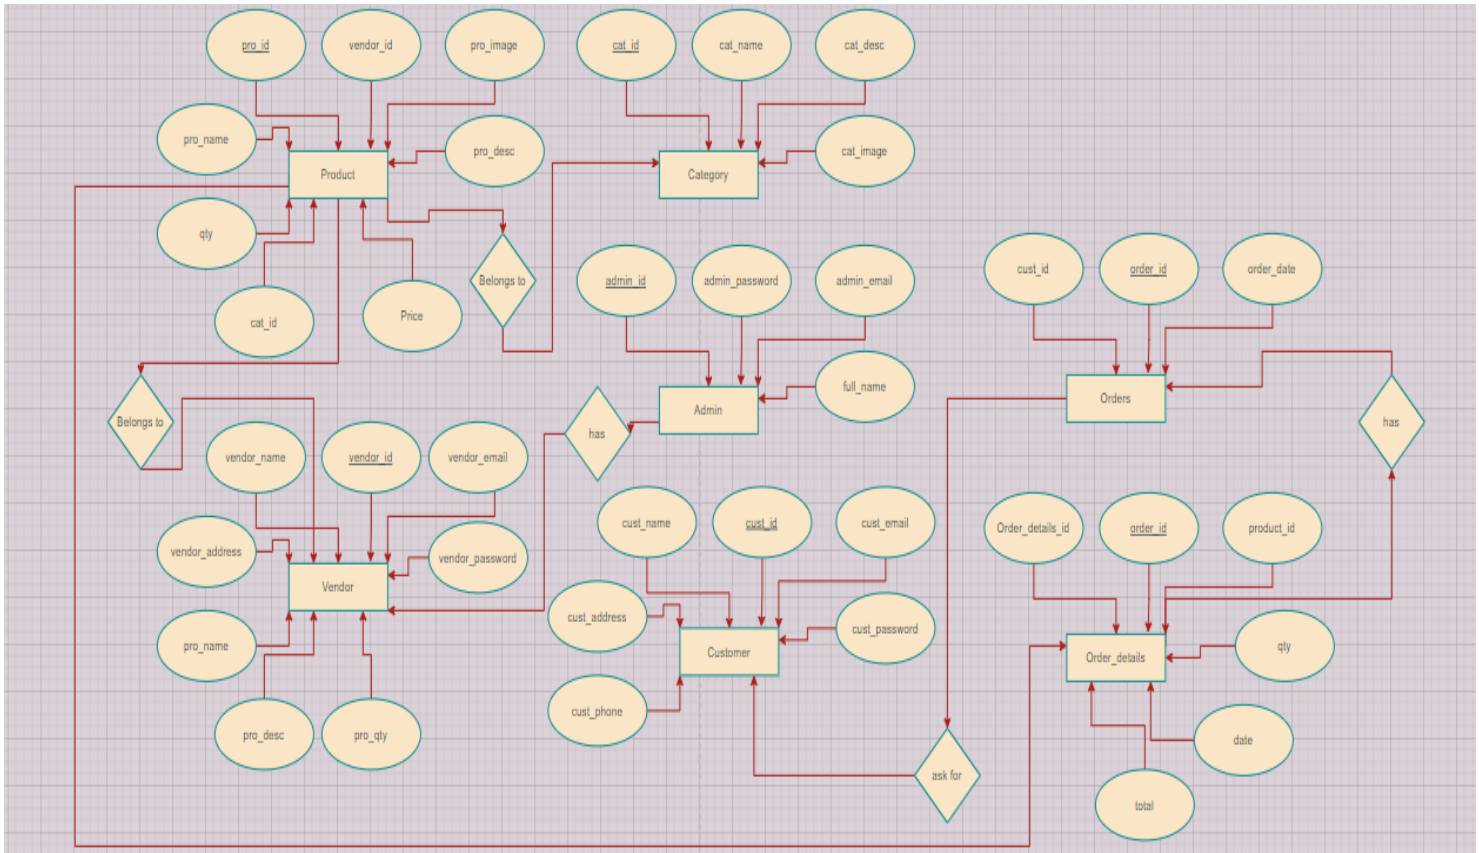 pro_id
vendor_id
pro_image
cat_id
cat_name
cat_desc
pro_name
pro_desc
cat_image
Product
Category
qty
cat_id
Price
Belongs to
admin_id
admin_password
admin_email
cust_id
order_id
order_date
full_name
Admin
Orders
Belongs to
has
has
vendor_name
vendor_id
vendor_email
vendor_address
vendor_password
Vendor
pro_name
pro_desc
pro_qty
cust_name
cust_id
cust_email
cust_address
cust_password
Customer
cust_phone
Order_details_id
order_id
product_id
Order_details
qty
date
total
ask for